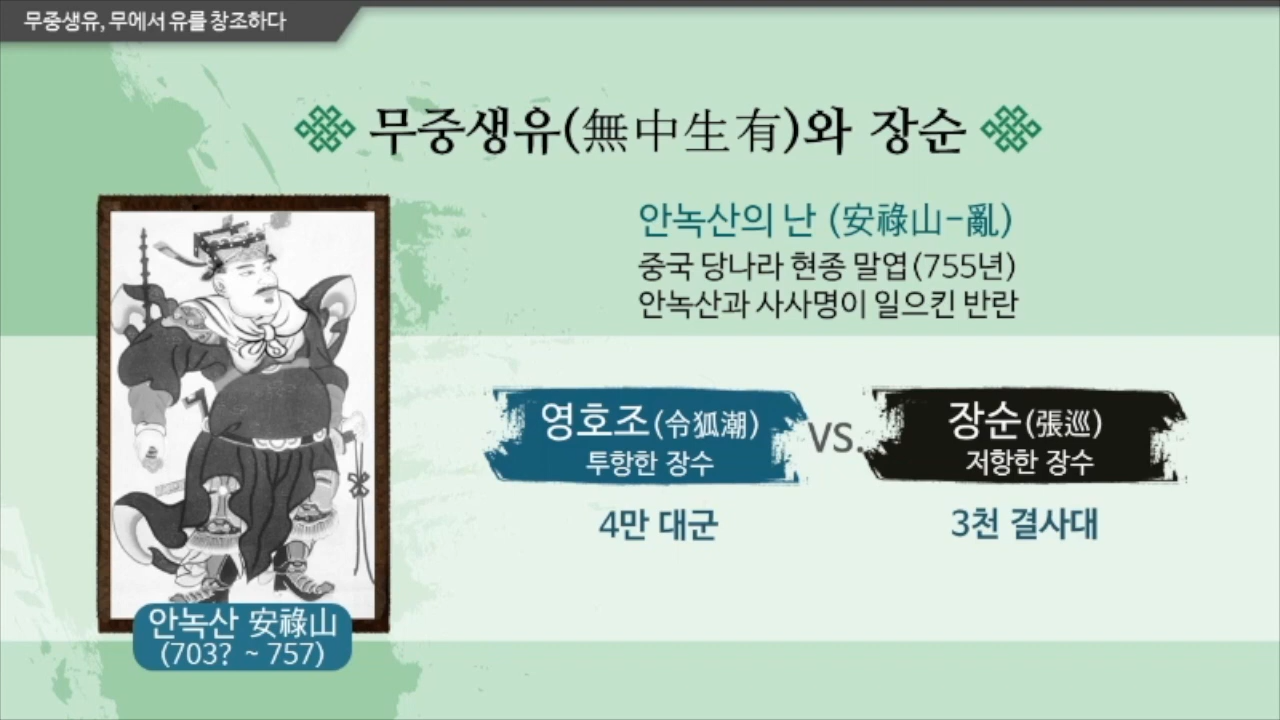 무중생유, 무에서 유를 창조하다
무중생유(無中生有)와 장순
안녹산의 난 (安祿山-亂)
중국 당나라 현종 말엽(755년)
안녹산과 사사명이 일으킨 반란
영호조(令狐潮)
투항한 장수
VS.
장순(張巡)
저항한 장수
4만 대군
3천 결사대
안녹산 安祿山
(703? ~ 757)